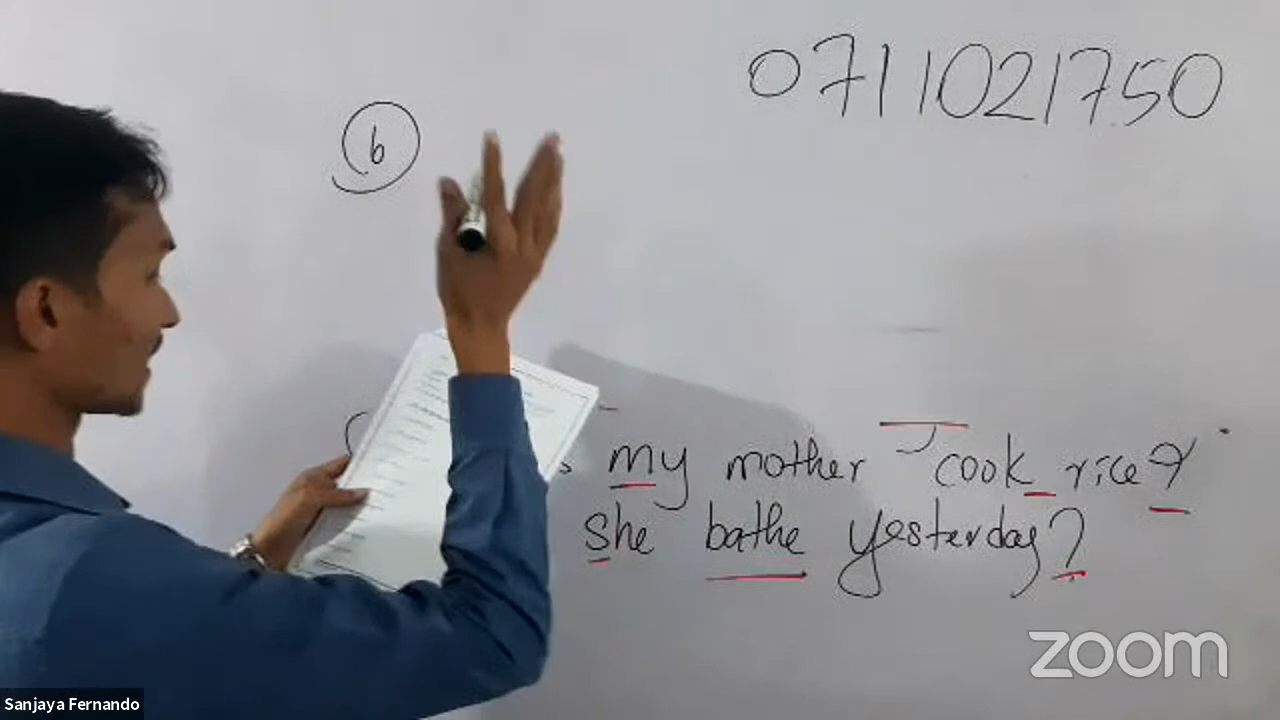 0711021750
6
my mother cook rice?
She bathe yesterday?
zoom
Sanjaya Fernando